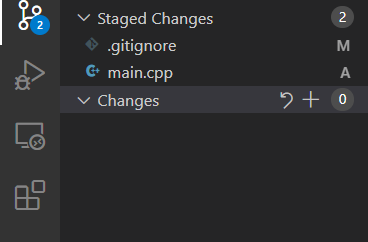 2
Staged Changes 2
.gitignore M
main.cpp A
Changes 0